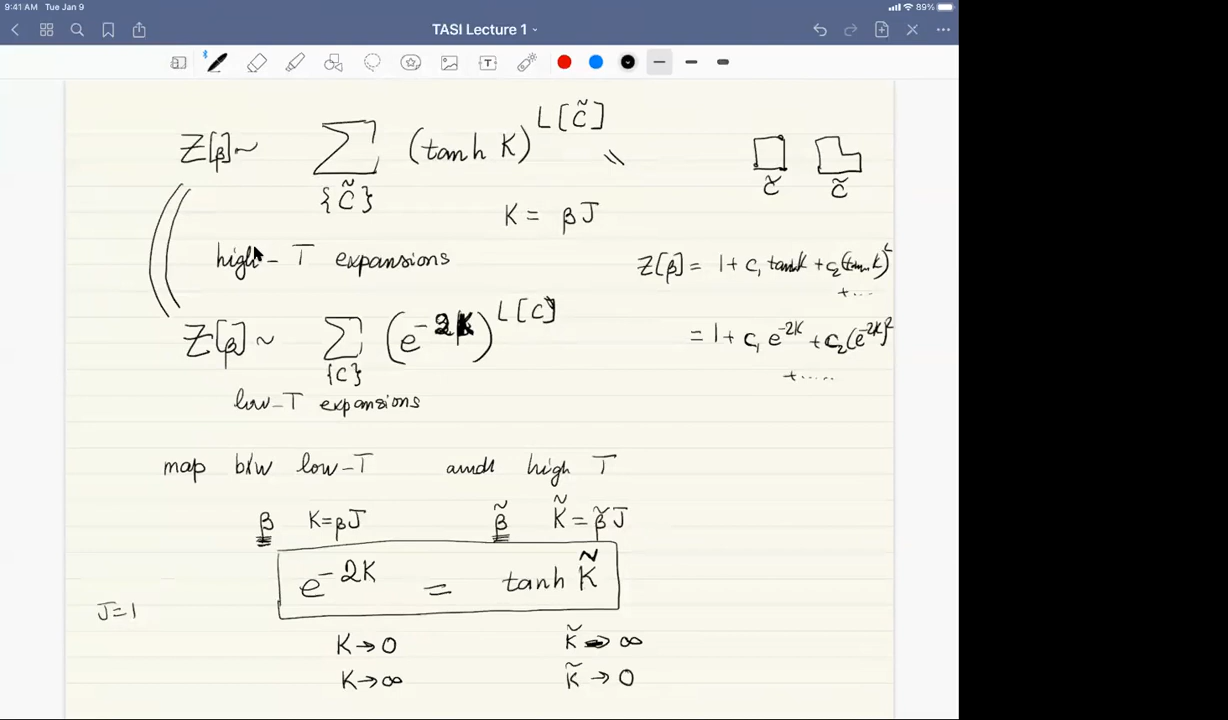 9:41 AM Tue Jan 9
89%
TASI Lecture 1
Z[β] ~ ∑_{C̃} (tanh K)^{L[C̃]}
C̃ C̃
K = βJ
high-T expansions
Z[β] = 1 + c₁ tanh K + c₂ (tanh K)² + ...
Z[β] ~ ∑_{C} (e^{-2K})^{L[C]}
= 1 + c₁ e^{-2K} + c₂ (e^{-2K})² + .....
low-T expansions
map b/w low-T and high T
β K=βJ β̃ K̃ = β̃J
e^{-2K} = tanh K̃
J=1
K→0 K̃→∞
K→∞ K̃→0